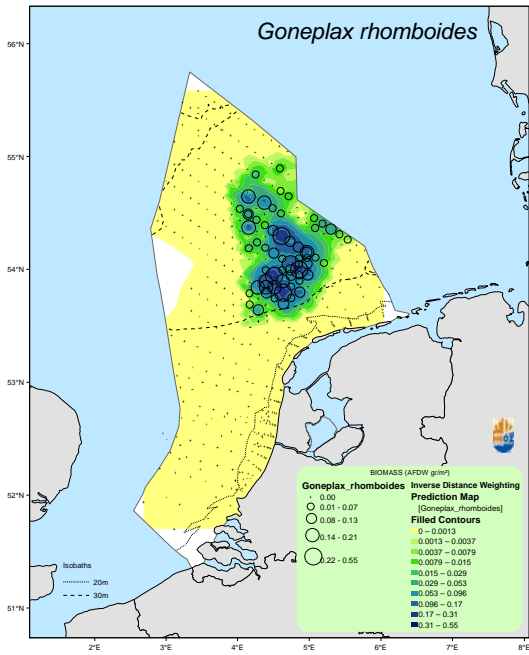 Goneplax rhomboides
56°N
55°N
54°N
53°N
52°N
51°N
2°E
3°E
4°E
5°E
6°E
7°E
Isobaths
20m
30m
BIOMASS (AFDW gr/m²)
Goneplax_rhomboides
0.00
0.01 - 0.07
0.08 - 0.13
0.14 - 0.21
0.22 - 0.55
Inverse Distance Weighting
Prediction Map
[Goneplax_rhomboides]
Filled Contours
0 – 0.0013
0.0013 – 0.0037
0.0037 – 0.0079
0.0079 – 0.015
0.015 – 0.029
0.029 – 0.053
0.053 – 0.096
0.096 – 0.17
0.17 – 0.31
0.31 – 0.55